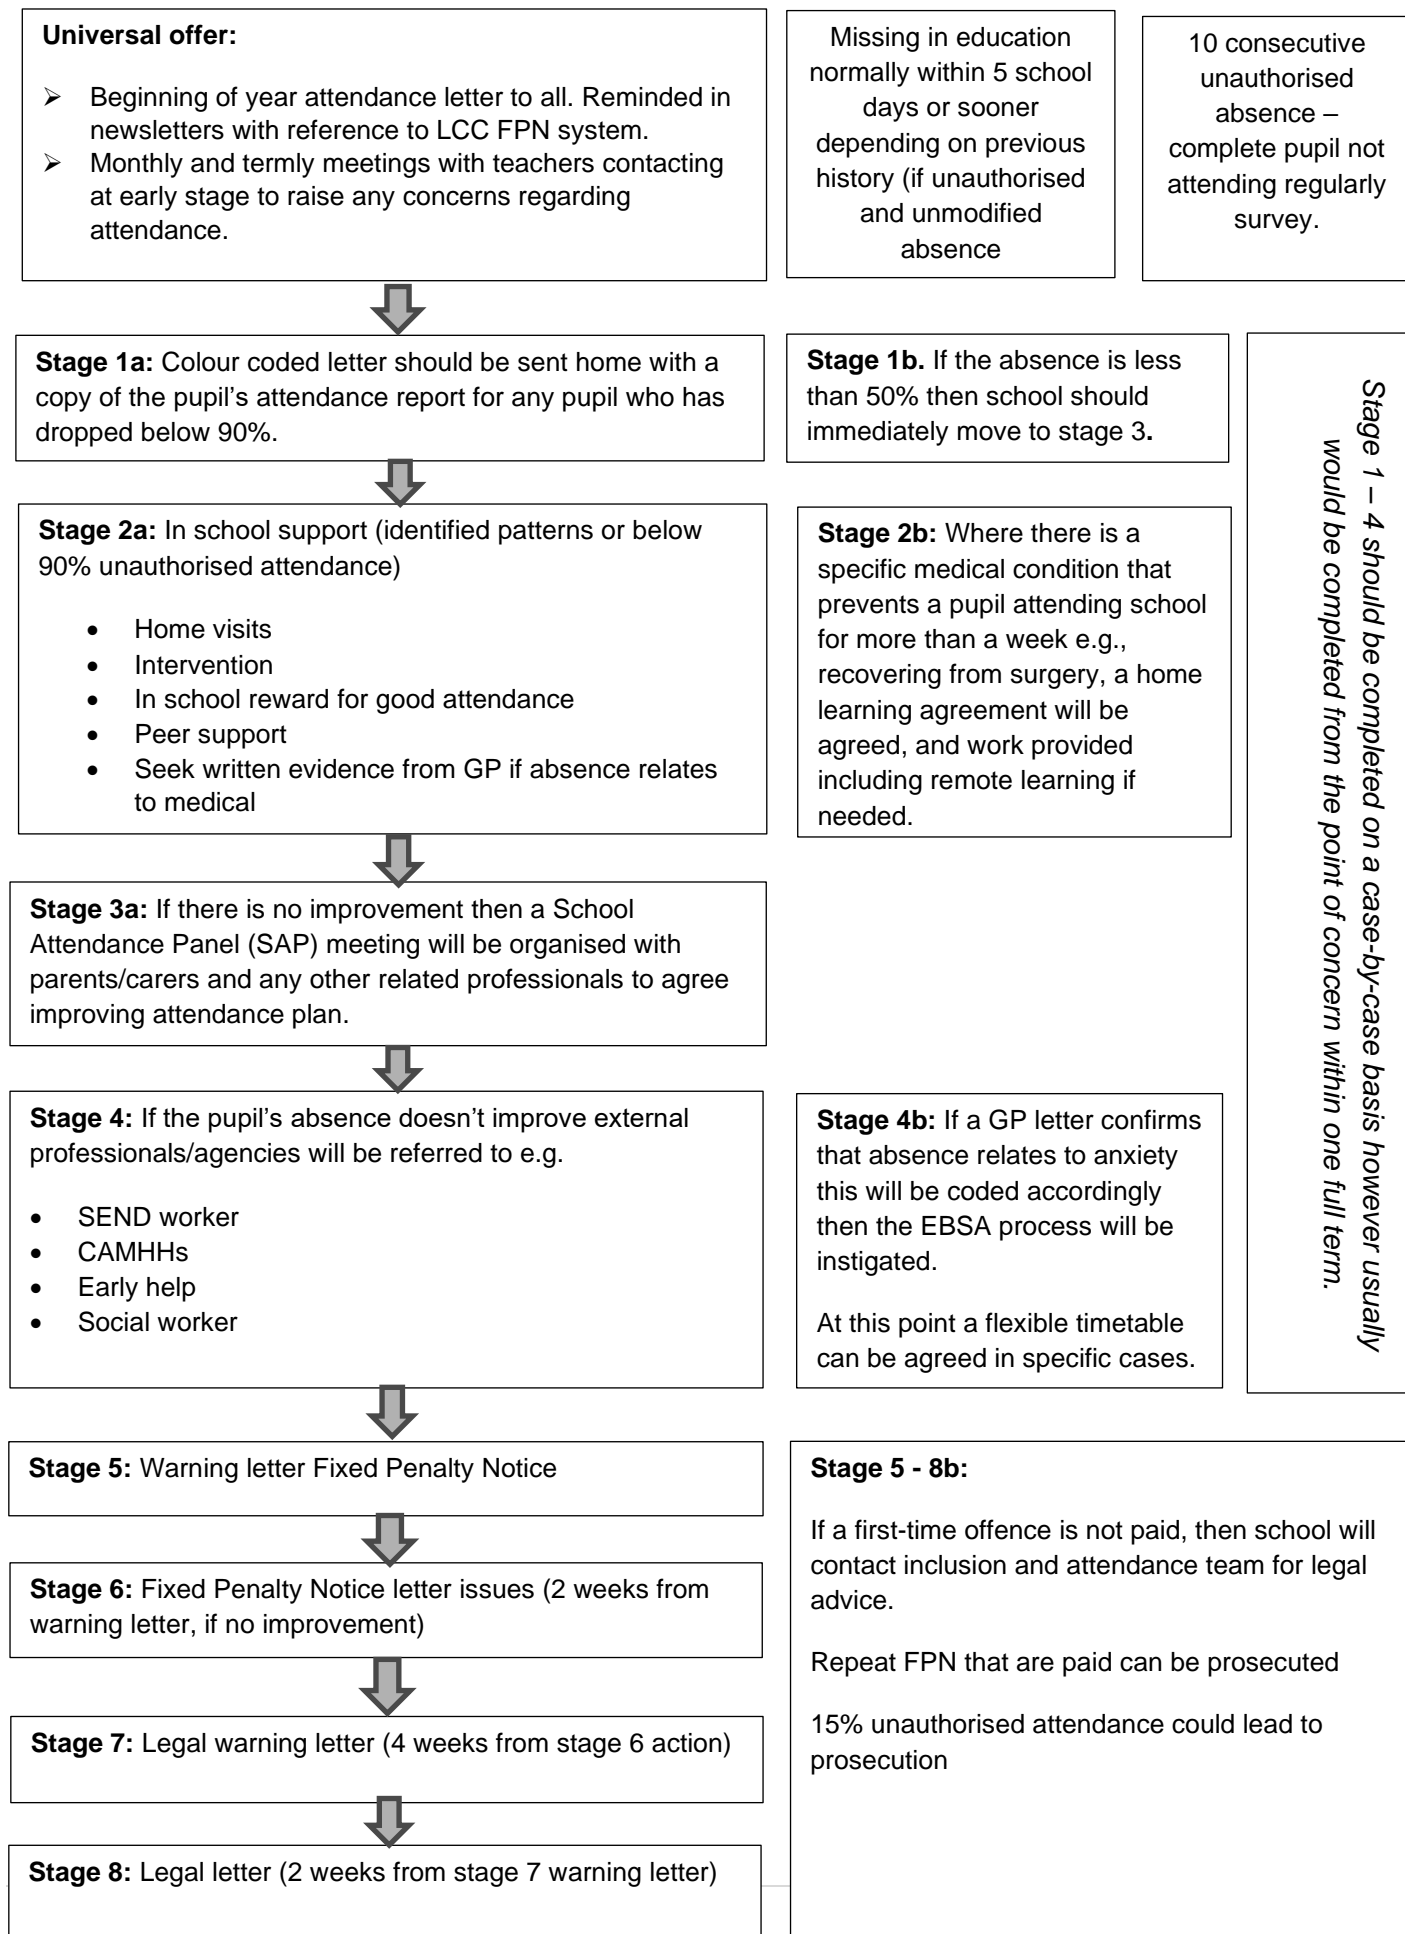 Universal offer:
➢ Beginning of year attendance letter to all. Reminded in
newsletters with reference to LCC FPN system.
➢ Monthly and termly meetings with teachers contacting
at early stage to raise any concerns regarding
attendance.
Missing in education
normally within 5 school
days or sooner
depending on previous
history (if unauthorised
and unmodified
absence
10 consecutive
unauthorised
absence –
complete pupil not
attending regularly
survey.
Stage 1a: Colour coded letter should be sent home with a
copy of the pupil’s attendance report for any pupil who has
dropped below 90%.
Stage 1b. If the absence is less
than 50% then school should
immediately move to stage 3.
Stage 1 – 4 should be completed on a case-by-case basis however usually
would be completed from the point of concern within one full term.
Stage 2a: In school support (identified patterns or below
90% unauthorised attendance)
• Home visits
• Intervention
• In school reward for good attendance
• Peer support
• Seek written evidence from GP if absence relates
to medical
Stage 2b: Where there is a
specific medical condition that
prevents a pupil attending school
for more than a week e.g.,
recovering from surgery, a home
learning agreement will be
agreed, and work provided
including remote learning if
needed.
Stage 3a: If there is no improvement then a School
Attendance Panel (SAP) meeting will be organised with
parents/carers and any other related professionals to agree
improving attendance plan.
Stage 4: If the pupil’s absence doesn’t improve external
professionals/agencies will be referred to e.g.
• SEND worker
• CAMHHs
• Early help
• Social worker
Stage 4b: If a GP letter confirms
that absence relates to anxiety
this will be coded accordingly
then the EBSA process will be
instigated.
At this point a flexible timetable
can be agreed in specific cases.
Stage 5: Warning letter Fixed Penalty Notice
Stage 6: Fixed Penalty Notice letter issues (2 weeks from
warning letter, if no improvement)
Stage 7: Legal warning letter (4 weeks from stage 6 action)
Stage 8: Legal letter (2 weeks from stage 7 warning letter)
Stage 5 - 8b:
If a first-time offence is not paid, then school will
contact inclusion and attendance team for legal
advice.
Repeat FPN that are paid can be prosecuted
15% unauthorised attendance could lead to
prosecution